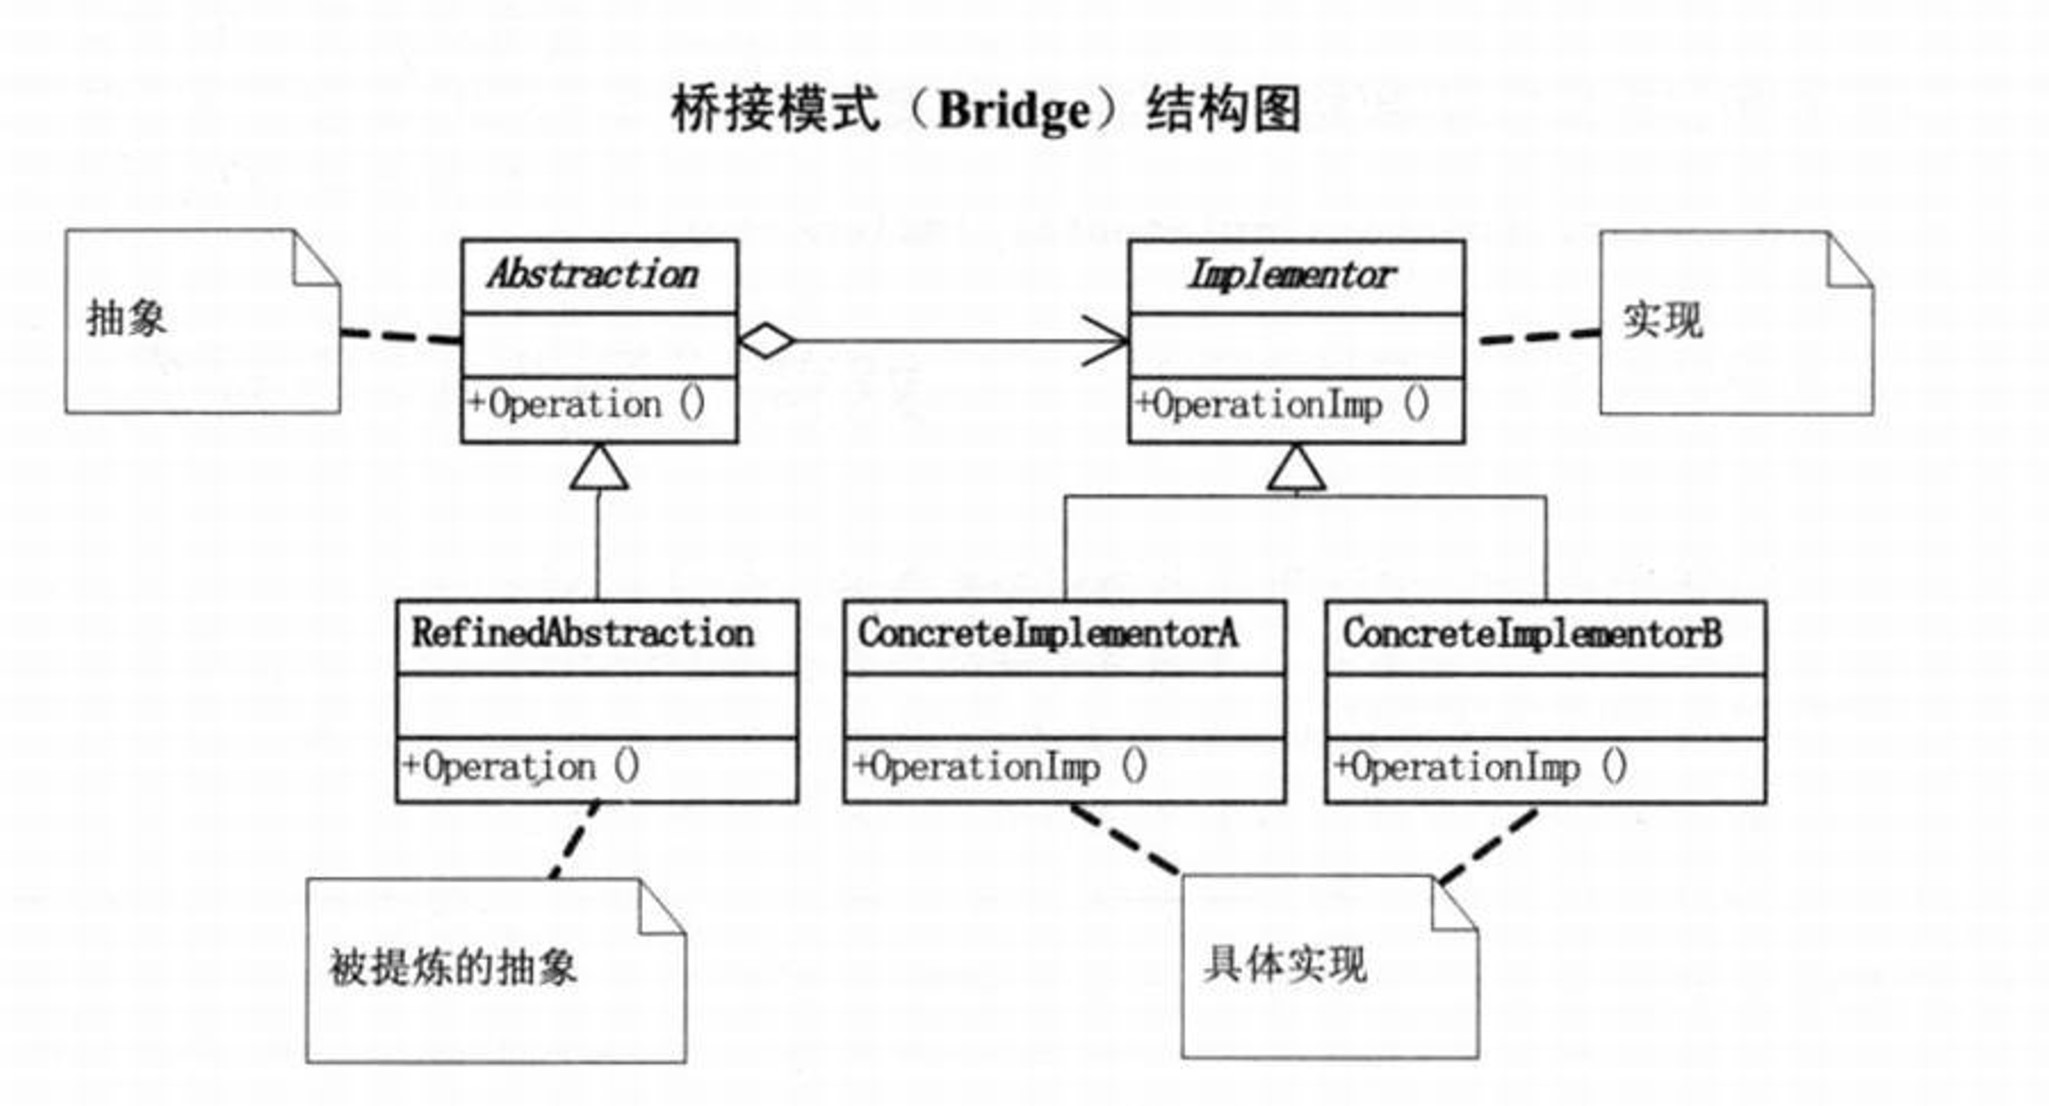 桥接模式（Bridge）结构图
抽象
Abstraction
+Operation ()
Implementor
+OperationImp ()
实现
RefinedAbstraction
+Operation ()
ConcreteImplementorA
+OperationImp ()
ConcreteImplementorB
+OperationImp ()
被提炼的抽象
具体实现